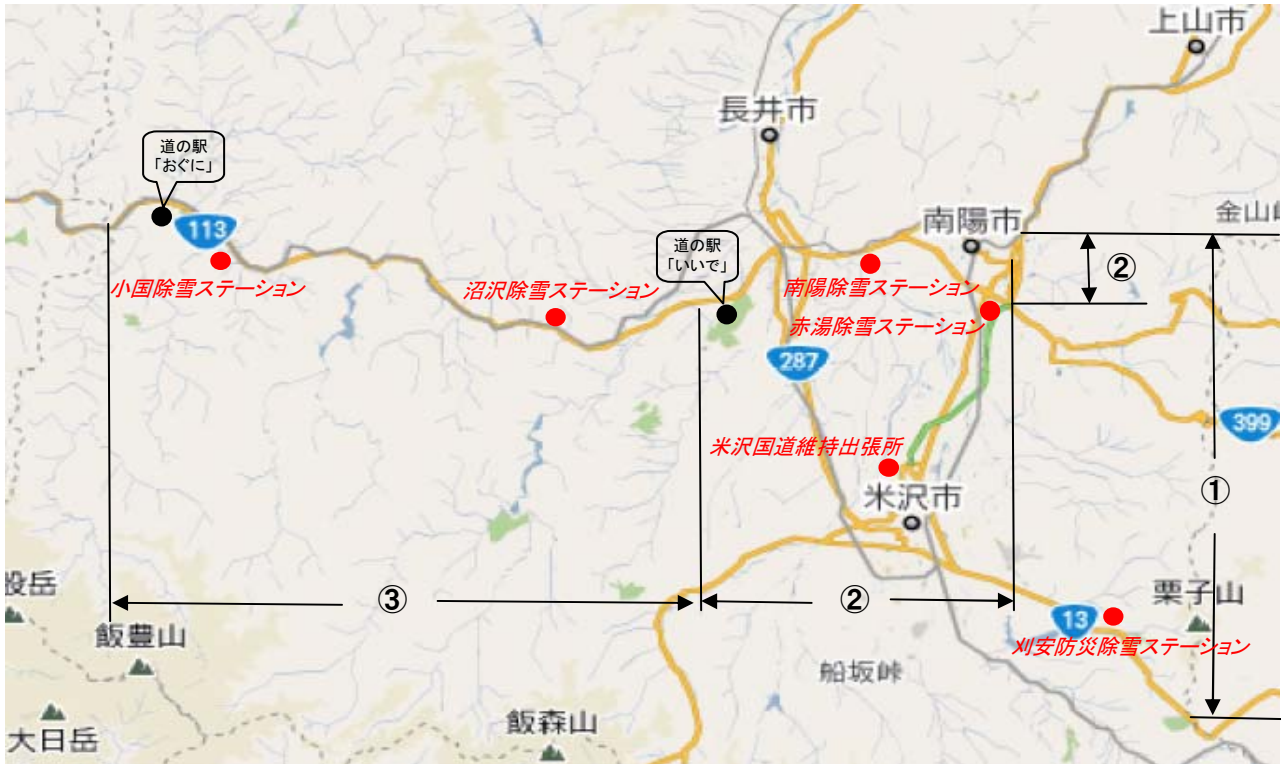 上山市
長井市
道の駅
「おぐに」
113
南陽市
金山
道の駅
「いいで」
②
小国除雪ステーション
沼沢除雪ステーション
南陽除雪ステーション
赤湯除雪ステーション
287
399
米沢国道維持出張所
米沢市
①
③
②
股岳
飯豊山
栗子山
13
刈安防災除雪ステーション
船坂峠
飯森山
大日岳